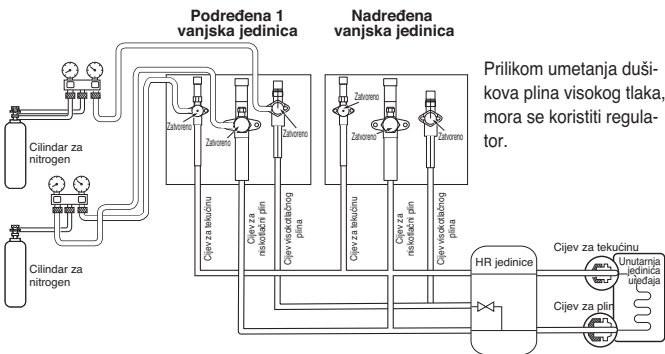 Podređena 1
vanjska jedinica
Nadređena
vanjska jedinica
Prilikom umetanja duši-
kova plina visokog tlaka,
mora se koristiti regula-
tor.
Zatvoreno
Zatvoreno
Zatvoreno
Zatvoreno
Zatvoreno
Zatvoreno
Cilindar za
nitrogen
Cilindar za
nitrogen
Cijev za tekućinu
Cijev za
niskotlačni plin
Cijev visokotlačnog
plina
Cijev za tekućinu
Cijev za
niskotlačni plin
Cijev visokotlačnog
plina
HR jedinice
Cijev za tekućinu
Unutarnja
jedinica
uređaja
Cijev za plin